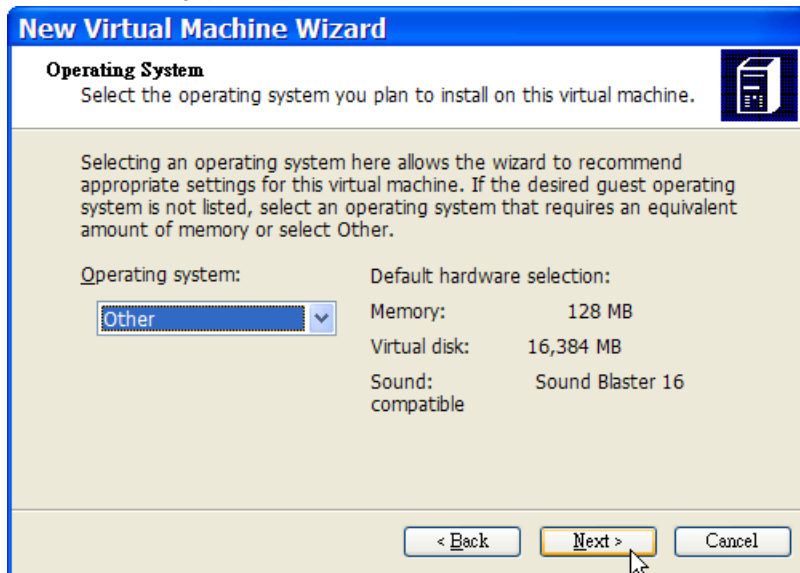 New Virtual Machine Wizard
Operating System
Select the operating system you plan to install on this virtual machine.
Selecting an operating system here allows the wizard to recommend
appropriate settings for this virtual machine. If the desired guest operating
system is not listed, select an operating system that requires an equivalent
amount of memory or select Other.
Operating system:
Other
Default hardware selection:
Memory: 128 MB
Virtual disk: 16,384 MB
Sound: Sound Blaster 16
compatible
< Back Next > Cancel